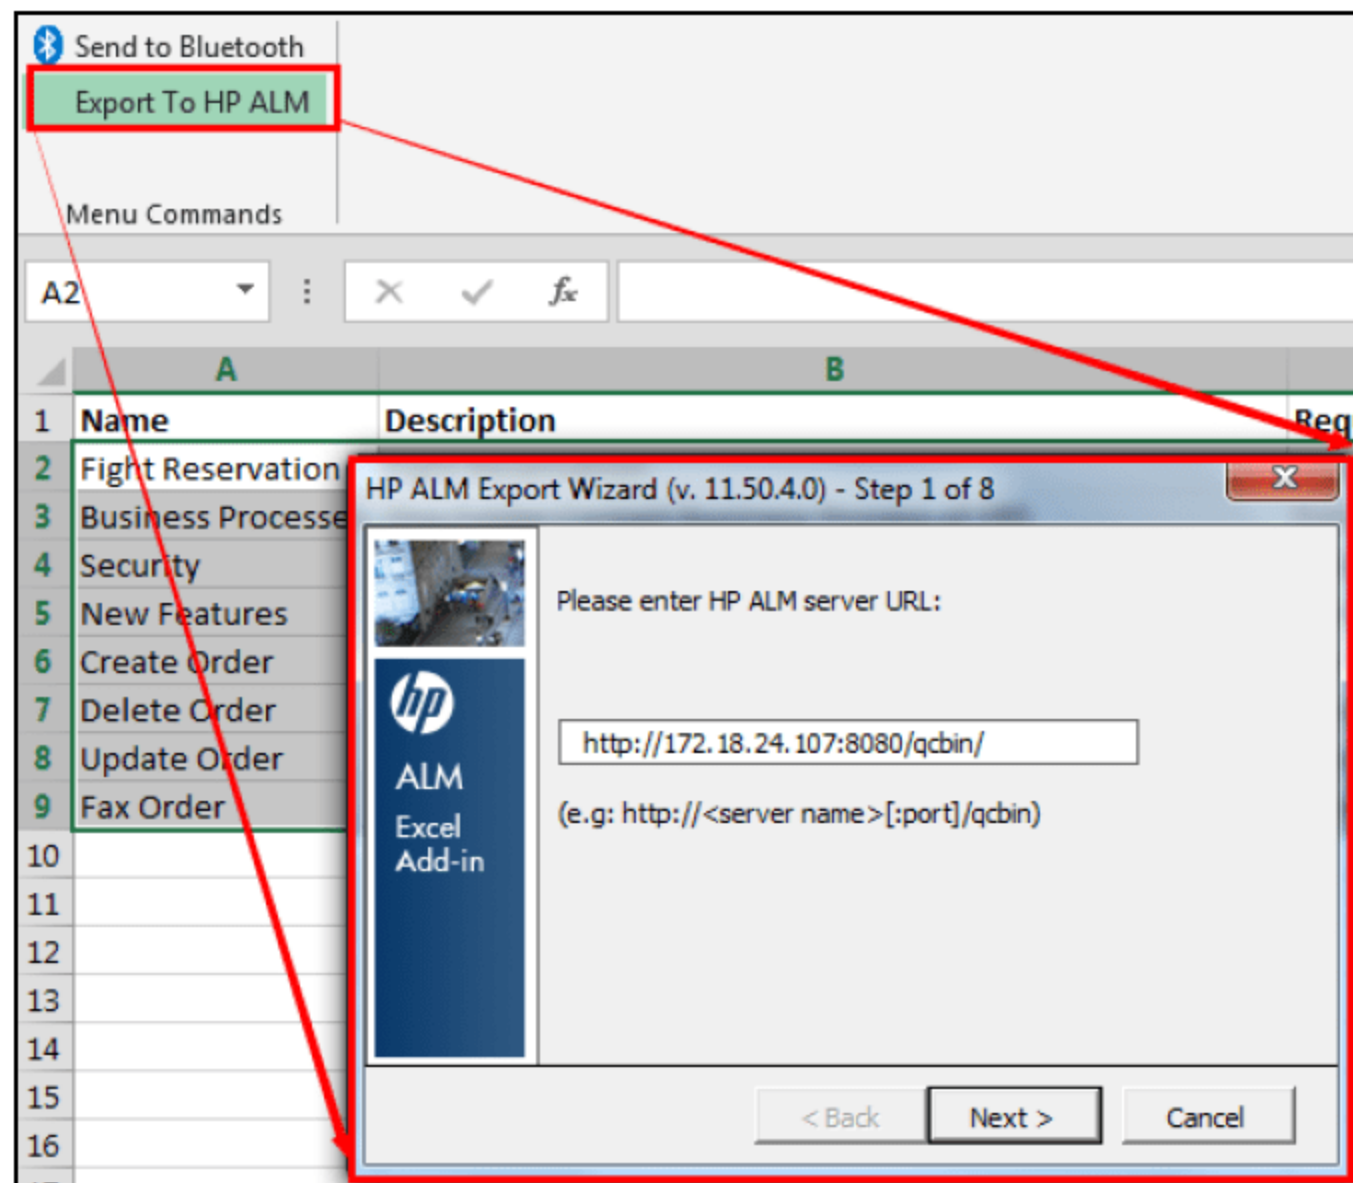 Send to Bluetooth
Export To HP ALM
Menu Commands
A2
fx
A B
1 Name Description Req
2 Fight Reservation
3 Business Processe
4 Security
5 New Features
6 Create Order
7 Delete Order
8 Update Order
9 Fax Order
10
11
12
13
14
15
16
HP ALM Export Wizard (v. 11.50.4.0) - Step 1 of 8
Please enter HP ALM server URL:
hp
ALM
Excel
Add-in
http://172.18.24.107:8080/qcbin/
(e.g: http://<server name>[:port]/qcbin)
< Back Next > Cancel